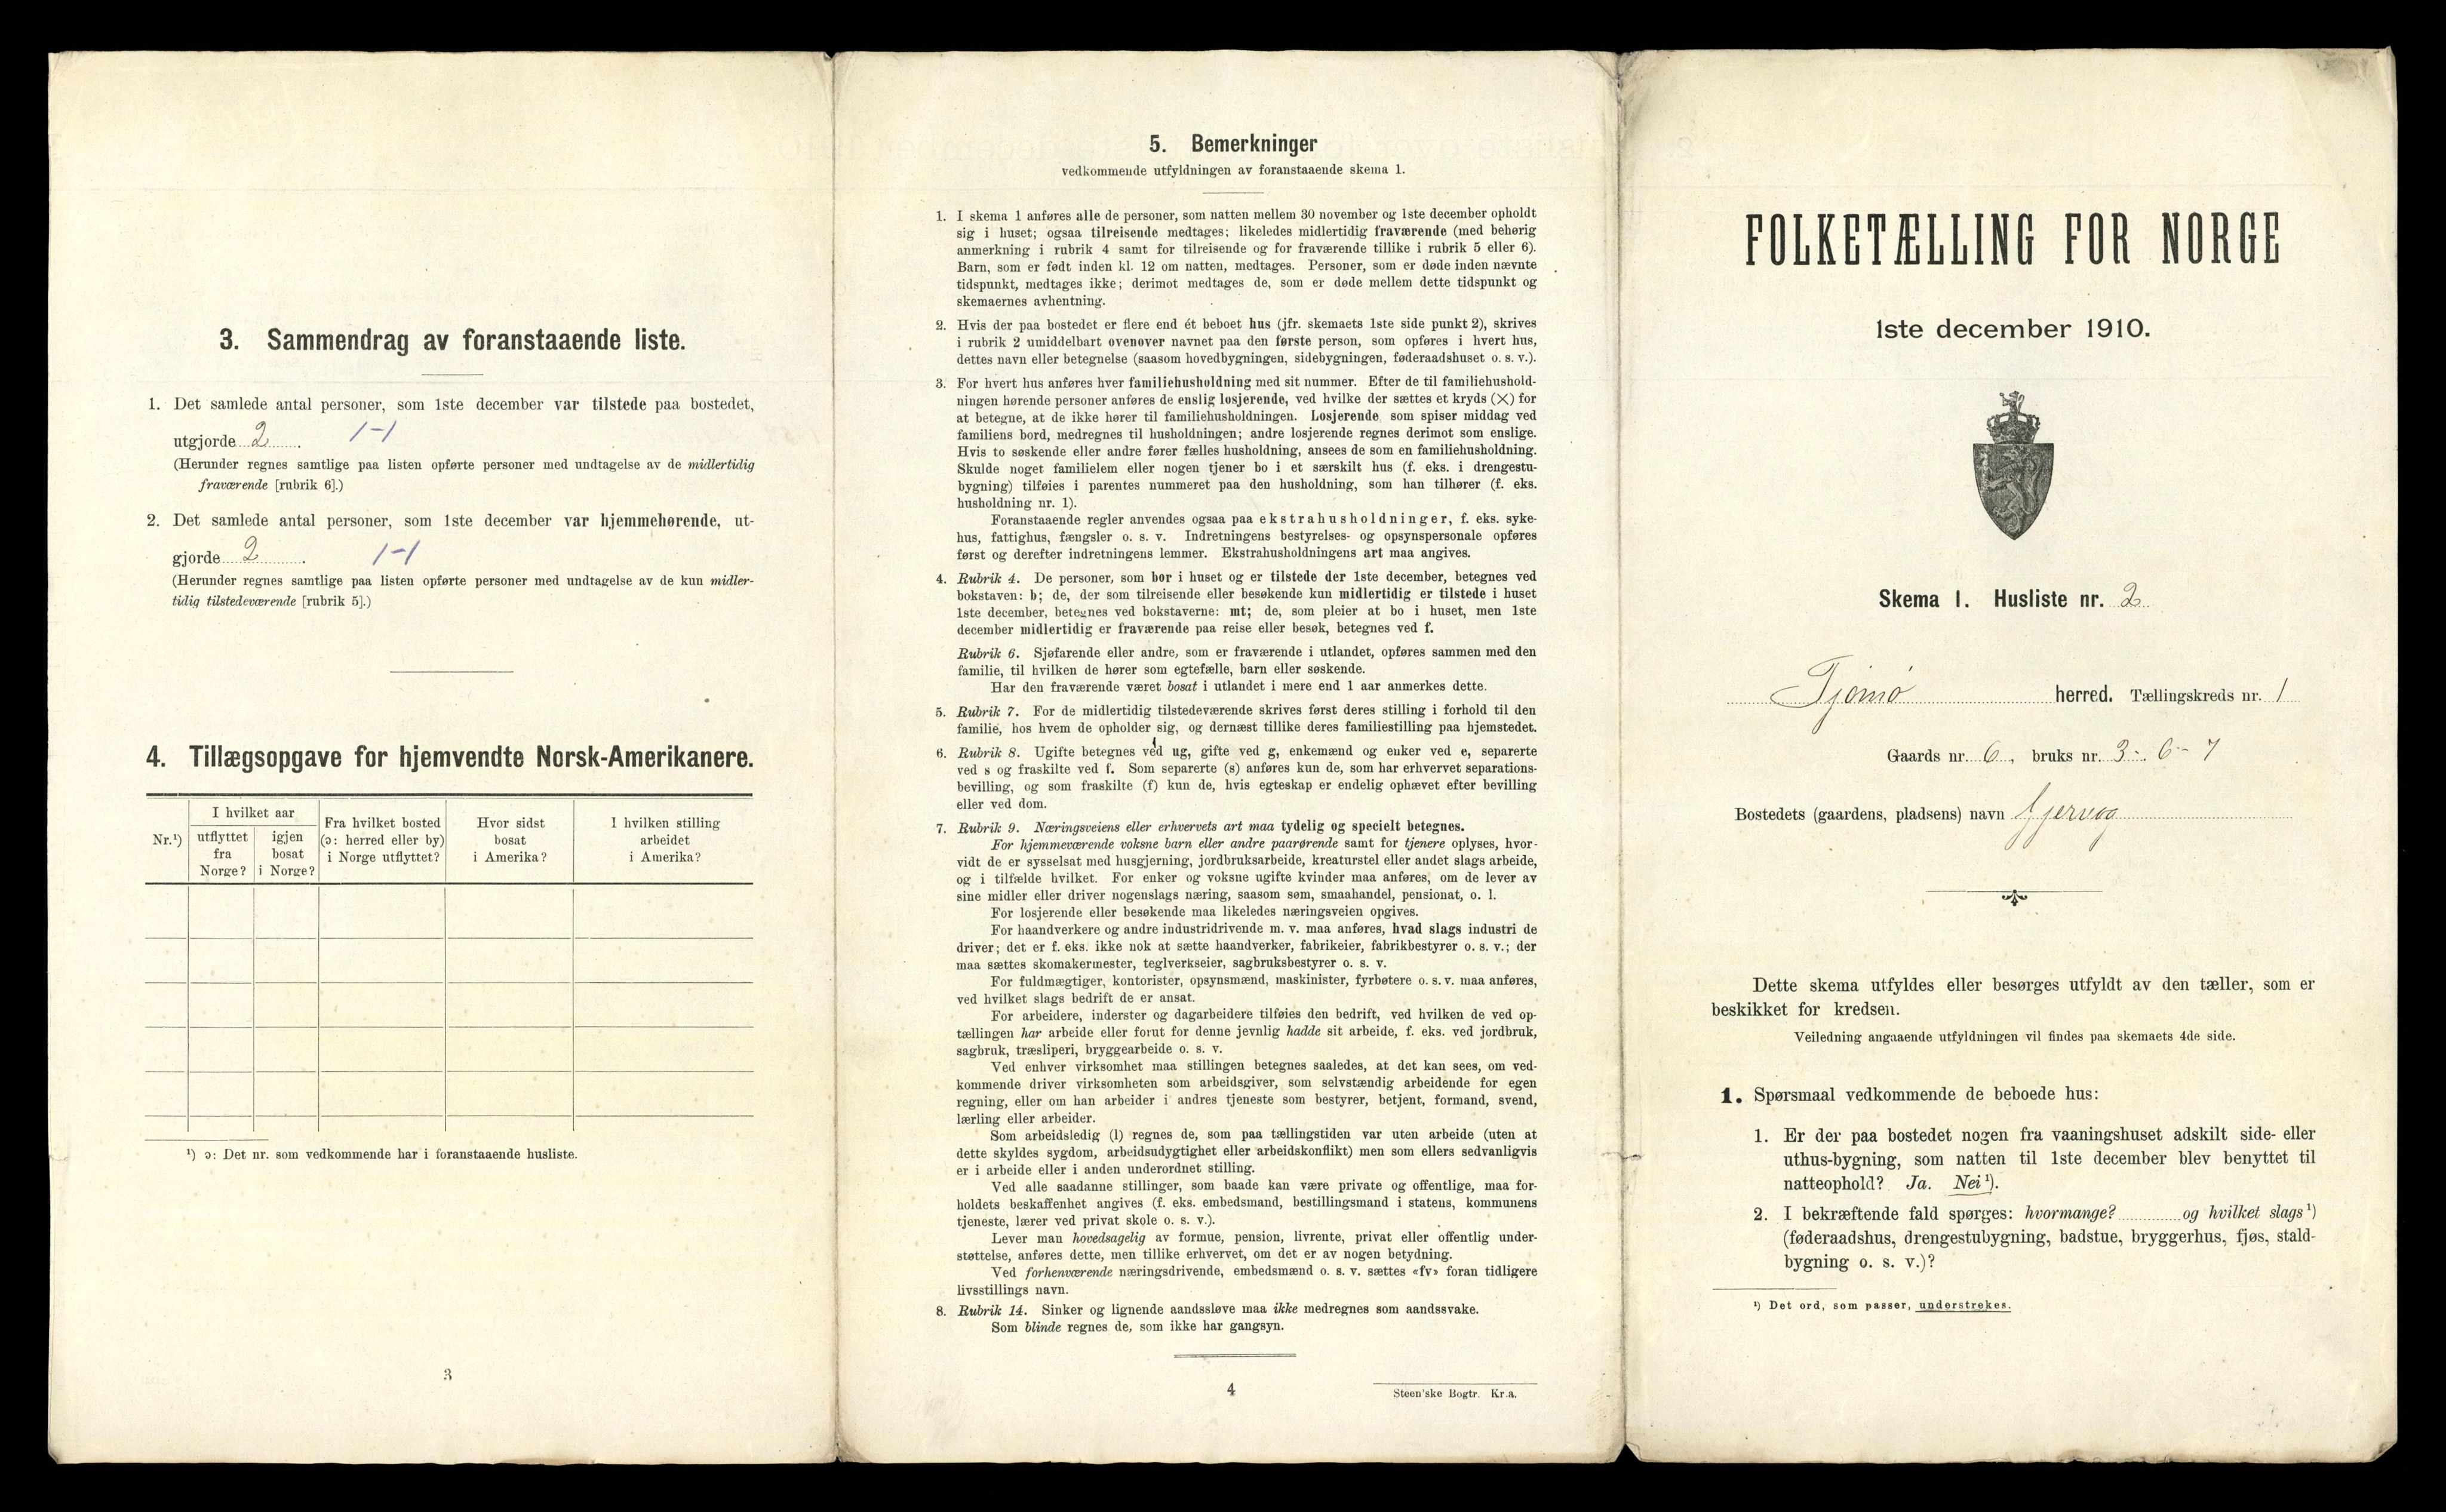 3. Sammendrag av foranstaaende liste.
1. Det samlede antal personer, som 1ste december var tilstede paa bostedet,
utgjorde 2. 1-1
(Herunder regnes samtlige paa listen opførte personer med undtagelse av de midlertidig
fraværende [rubrik 6].)
2. Det samlede antal personer, som 1ste december var hjemmehørende, ut-
gjorde 2. 1-1
(Herunder regnes samtlige paa listen opførte personer med undtagelse av de kun midler-
tidig tilstedeværende [rubrik 5].)
4. Tillægsopgave for hjemvendte Norsk-Amerikanere.
Nr.¹)
I hvilket aar
utflyttet
fra
Norge?
igjen
bosat
i Norge?
Fra hvilket bosted
(ɔ: herred eller by)
i Norge utflyttet?
Hvor sidst
bosat
i Amerika?
I hvilken stilling
arbeidet
i Amerika?
¹) ɔ: Det nr. som vedkommende har i foranstaaende husliste.
3
5. Bemerkninger
vedkommende utfyldningen av foranstaaende skema 1.
1. I skema 1 anføres alle de personer, som natten mellem 30 november og 1ste december opholdt
sig i huset; ogsaa tilreisende medtages; likeledes midlertidig fraværende (med behørig
anmerkning i rubrik 4 samt for tilreisende og for fraværende tillike i rubrik 5 eller 6).
Barn, som er født inden kl. 12 om natten, medtages. Personer, som er døde inden nævnte
tidspunkt, medtages ikke; derimot medtages de, som er døde mellem dette tidspunkt og
skemaernes avhentning.
2. Hvis der paa bostedet er flere end ét beboet hus (jfr. skemaets 1ste side punkt 2), skrives
i rubrik 2 umiddelbart ovenover navnet paa den første person, som opføres i hvert hus,
dettes navn eller betegnelse (saasom hovedbygningen, sidebygningen, føderaadshuset o. s. v.).
3. For hvert hus anføres hver familiehusholdning med sit nummer. Efter de til familiehushold-
ningen hørende personer anføres de enslig losjerende, ved hvilke der sættes et kryds (×) for
at betegne, at de ikke hører til familiehusholdningen. Losjerende som spiser middag ved
familiens bord, medregnes til husholdningen; andre losjerende regnes derimot som enslige.
Hvis to søskende eller andre fører fælles husholdning, ansees de som en familiehusholdning.
Skulde noget familielem eller nogen tjener bo i et særskilt hus (f. eks. i drengestu-
bygning) tilføies i parentes nummeret paa den husholdning, som han tilhører (f. eks.
husholdning nr. 1).
Foranstaaende regler anvendes ogsaa paa ekstrahusholdninger, f. eks. syke-
hus, fattighus, fængsler o. s. v. Indretningens bestyrelses- og opsynspersonale opføres
først og derefter indretningens lemmer. Ekstrahusholdningens art maa angives.
4. Rubrik 4. De personer, som bor i huset og er tilstede der 1ste december, betegnes ved
bokstaven: b; de, der som tilreisende eller besøkende kun midlertidig er tilstede i huset
1ste december, betegnes ved bokstaverne: mt; de, som pleier at bo i huset, men 1ste
december midlertidig er fraværende paa reise eller besøk, betegnes ved f.
Rubrik 6. Sjøfarende eller andre, som er fraværende i utlandet, opføres sammen med den
familie, til hvilken de hører som egtefælle, barn eller søskende.
Har den fraværende været bosat i utlandet i mere end 1 aar anmerkes dette.
5. Rubrik 7. For de midlertidig tilstedeværende skrives først deres stilling i forhold til den
familie, hos hvem de opholder sig, og dernæst tillike deres familiestilling paa hjemstedet.
6. Rubrik 8. Ugifte betegnes ved ug, gifte ved g, enkemænd og enker ved e, separerte
ved s og fraskilte ved f. Som separerte (s) anføres kun de, som har erhvervet separations-
bevilling, og som fraskilte (f) kun de, hvis egteskap er endelig ophævet efter bevilling
eller ved dom.
7. Rubrik 9. Næringsveiens eller erhvervets art maa tydelig og specielt betegnes.
For hjemmeværende voksne barn eller andre paarørende samt for tjenere oplyses, hvor-
vidt de er sysselsat med husgjerning, jordbruksarbeide, kreaturstel eller andet slags arbeide,
og i tilfælde hvilket. For enker og voksne ugifte kvinder maa anføres, om de lever av
sine midler eller driver nogenslags næring, saasom søm, smaahandel, pensionat, o. l.
For losjerende eller besøkende maa likeledes næringsveien opgives.
For haandverkere og andre industridrivende m. v. maa anføres, hvad slags industri de
driver; det er f. eks. ikke nok at sætte haandverker, fabrikeier, fabrikbestyrer o. s. v.; der
maa sættes skomakermester, teglverkseier, sagbruksbestyrer o. s. v.
For fuldmægtiger, kontorister, opsynsmænd, maskinister, fyrbøtere o. s. v. maa anføres,
ved hvilket slags bedrift de er ansat.
For arbeidere, inderster og dagarbeidere tilføies den bedrift, ved hvilken de ved op-
tællingen har arbeide eller forut for denne jevnlig hadde sit arbeide, f. eks. ved jordbruk,
sagbruk, træsliperi, bryggearbeide o. s. v.
Ved enhver virksomhet maa stillingen betegnes saaledes, at det kan sees, om ved-
kommende driver virksomheten som arbeidsgiver, som selvstændig arbeidende for egen
regning, eller om han arbeider i andres tjeneste som bestyrer, betjent, formand, svend,
lærling eller arbeider.
Som arbeidsledig (l) regnes de, som paa tællingstiden var uten arbeide (uten at
dette skyldes sygdom, arbeidsudygtighet eller arbeidskonflikt) men som ellers sedvanligvis
er i arbeide eller i anden underordnet stilling.
Ved alle saadanne stillinger, som baade kan være private og offentlige, maa for-
holdets beskaffenhet angives (f. eks. embedsmand, bestillingsmand i statens, kommunens
tjeneste, lærer ved privat skole o. s. v.).
Lever man hovedsagelig av formue, pension, livrente, privat eller offentlig under-
støttelse, anføres dette, men tillike erhvervet, om det er av nogen betydning.
Ved forhenværende næringsdrivende, embedsmænd o. s. v. sættes «fv» foran tidligere
livsstillings navn.
8. Rubrik 14. Sinker og lignende aandssløve maa ikke medregnes som aandssvake.
Som blinde regnes de, som ikke har gangsyn.
4
Steen'ske Bogtr. Kr.a.
FOLKETÆLLING FOR NORGE
1ste december 1910.
Skema 1. Husliste nr. 2
Tjømø herred. Tællingskreds nr. 1
Gaards nr. 6, bruks nr. 3-6-7
Bostedets (gaardens, pladsens) navn Gjervog
Dette skema utfyldes eller besørges utfyldt av den tæller, som er
beskikket for kredsen.
Veiledning angaaende utfyldningen vil findes paa skemaets 4de side.
1. Spørsmaal vedkommende de beboede hus:
1. Er der paa bostedet nogen fra vaaningshuset adskilt side- eller
uthus-bygning, som natten til 1ste december blev benyttet til
natteophold? Ja. Nei ¹).
2. I bekræftende fald spørges: hvormange? og hvilket slags ¹)
(føderaadshus, drengestubygning, badstue, bryggerhus, fjøs, stald-
bygning o. s. v.)?
¹) Det ord, som passer, understrekes.